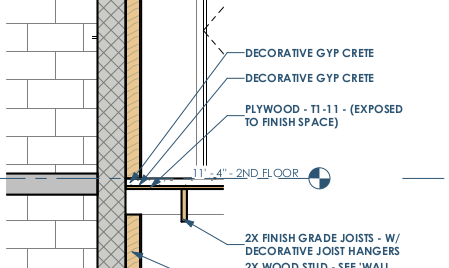 DECORATIVE GYP CRETE
DECORATIVE GYP CRETE
PLYWOOD - T1-11 - (EXPOSED
TO FINISH SPACE)
11' - 4" - 2ND FLOOR
2X FINISH GRADE JOISTS - W/
DECORATIVE JOIST HANGERS
2X WOOD STUD - SEE 'WALL